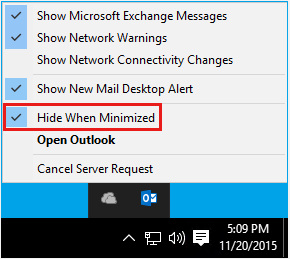 Show Microsoft Exchange Messages
Show Network Warnings
Show Network Connectivity Changes
Show New Mail Desktop Alert
Hide When Minimized
Open Outlook
Cancel Server Request
5:09 PM
11/20/2015